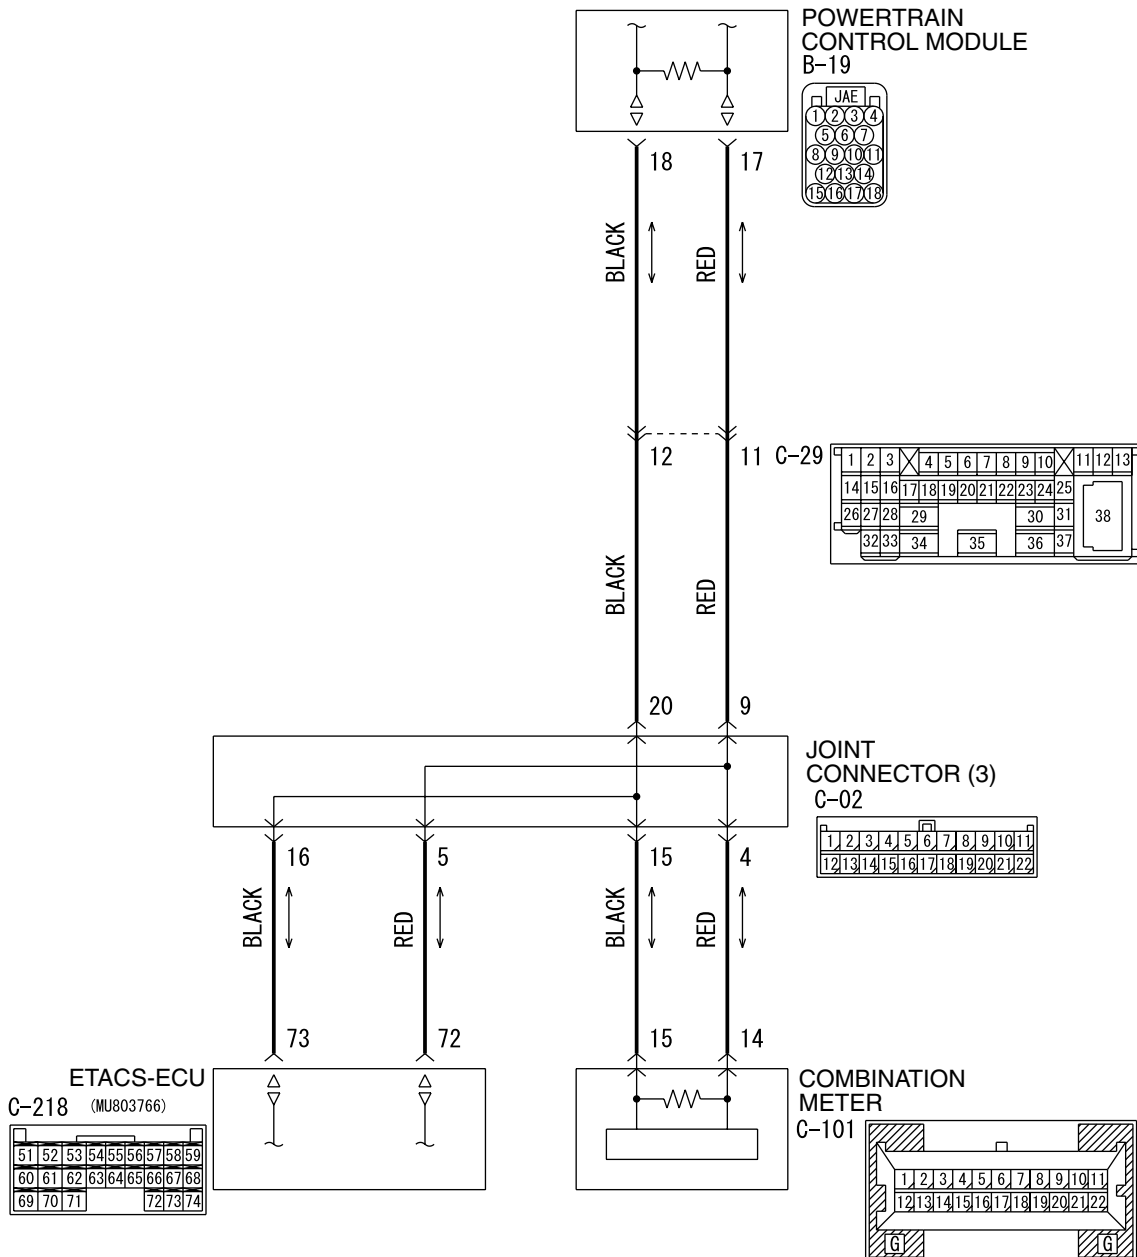 POWERTRAIN
CONTROL MODULE
B-19
JAE
1 2 3 4
5 6 7
8 9 10 11
12 13 14
15 16 17 18
18 17
BLACK RED
12 11 C-29
1 2 3 4 5 6 7 8 9 10 11 12 13
14 15 16 17 18 19 20 21 22 23 24 25
26 27 28 29 30 31 38
32 33 34 35 36 37
BLACK RED
20 9
JOINT
CONNECTOR (3)
C-02
1 2 3 4 5 6 7 8 9 10 11
12 13 14 15 16 17 18 19 20 21 22
16 5 15 4
BLACK RED BLACK RED
73 72 15 14
ETACS-ECU
C-218 (MU803766)
51 52 53 54 55 56 57 58 59
60 61 62 63 64 65 66 67 68
69 70 71 72 73 74
COMBINATION
METER
C-101
1 2 3 4 5 6 7 8 9 10 11
12 13 14 15 16 17 18 19 20 21 22
G G